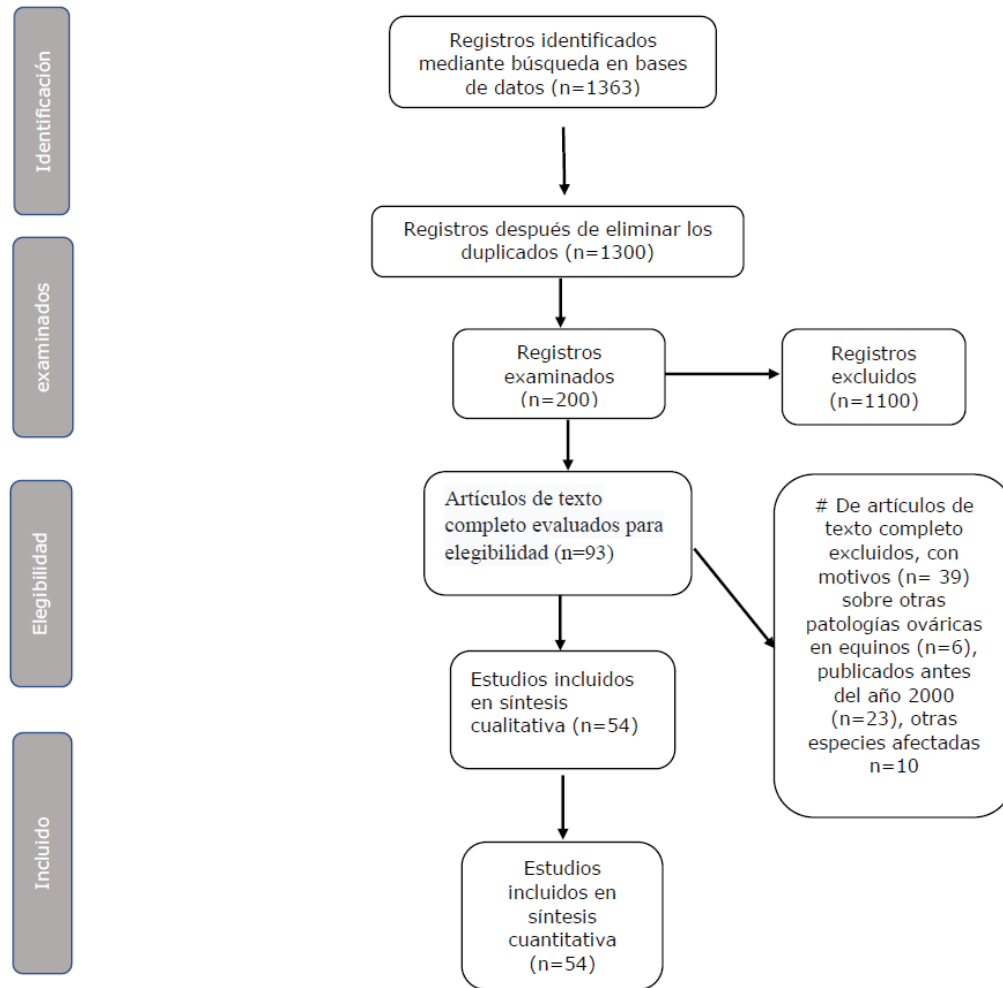 Identificación
Registros identificados
mediante búsqueda en bases
de datos (n=1363)
Registros después de eliminar los
duplicados (n=1300)
examinados
Registros
examinados
(n=200)
Registros
excluidos
(n=1100)
Elegibilidad
Artículos de texto
completo evaluados para
elegibilidad (n=93)
# De artículos de
texto completo
excluidos, con
motivos (n= 39)
sobre otras
patologías ováricas
en equinos (n=6),
publicados antes
del año 2000
(n=23), otras
especies afectadas
n=10
Estudios incluidos
en síntesis
cualitativa (n=54)
Incluido
Estudios
incluidos en
síntesis
cuantitativa
(n=54)